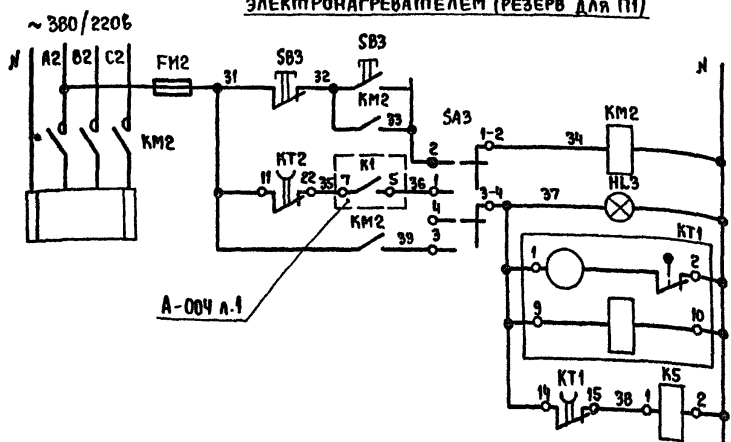 ЭЛЕКТРОНАГРЕВАТЕЛЕМ (РЕЗЕРВ ДЛЯ П1)
~ 380/220В
N A2 B2 C2
FM2
31
SB3
32
SB3
KM2
33
SA3
N
KM2
1-2
34
KM2
2
HL3
KT2
K1
11
22
35
7
5
36
1
3-4
37
4
KM2
39
3
KT1
1
2
A-004 л.1
9
10
KT1
K5
14
15
38
1
2